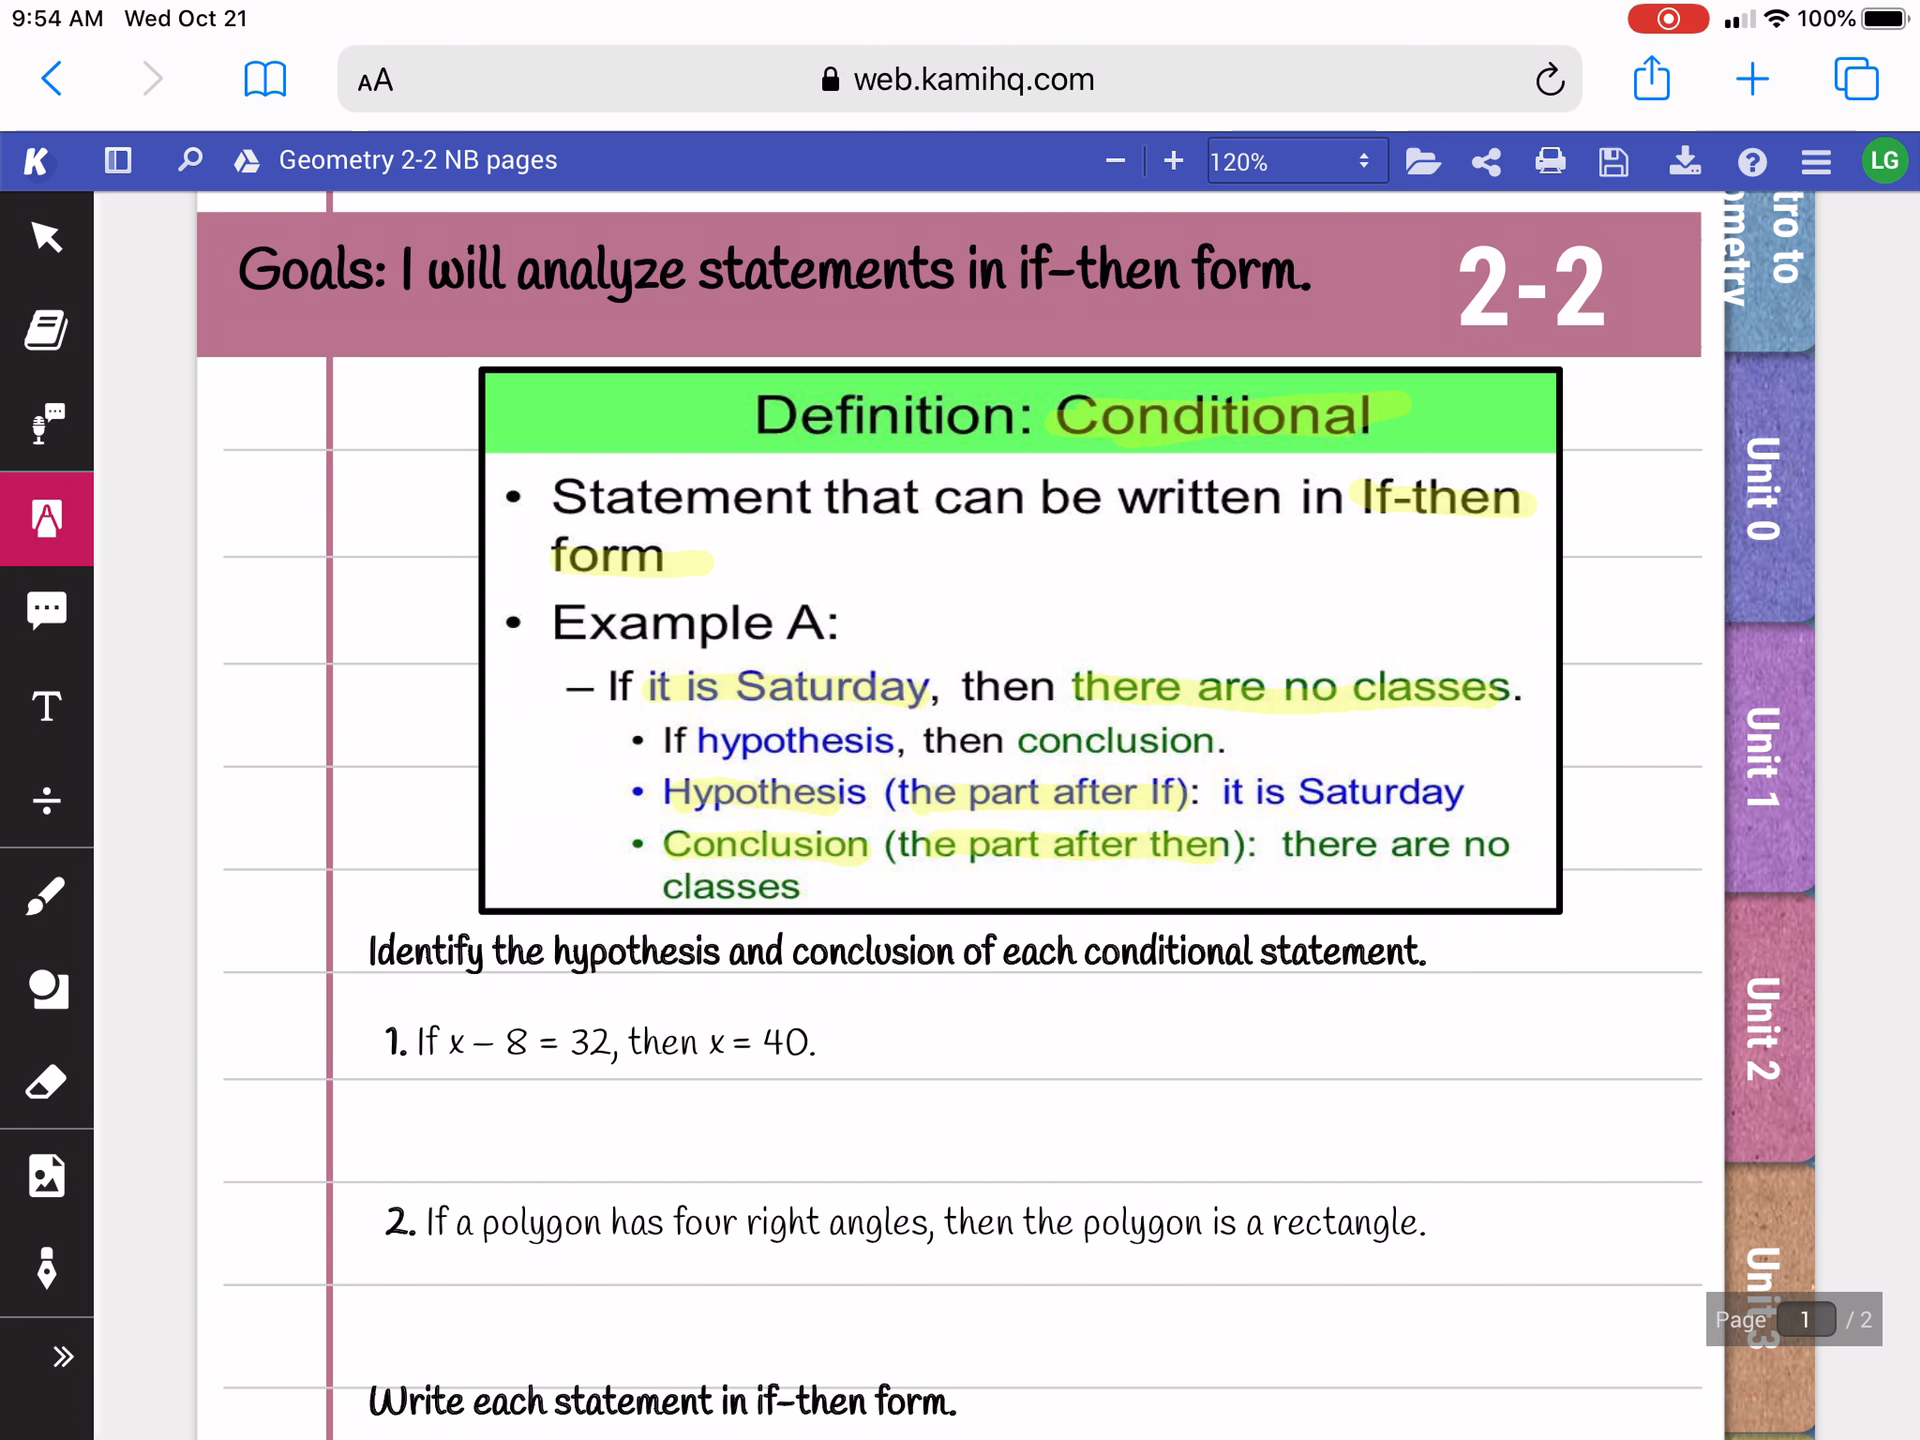 9:54 AM Wed Oct 21
100%
AA web.kamihq.com
K Geometry 2-2 NB pages 120% LG
Goals: I will analyze statements in if-then form. 2-2
tro to
ometry
Definition: Conditional
• Statement that can be written in If-then
form
• Example A:
– If it is Saturday, then there are no classes.
• If hypothesis, then conclusion.
• Hypothesis (the part after If): it is Saturday
• Conclusion (the part after then): there are no
classes
Unit 0
Unit 1
Unit 2
Unit 3
Identify the hypothesis and conclusion of each conditional statement.
1. If x – 8 = 32, then x = 40.
2. If a polygon has four right angles, then the polygon is a rectangle.
Page 1 / 2
Write each statement in if-then form.